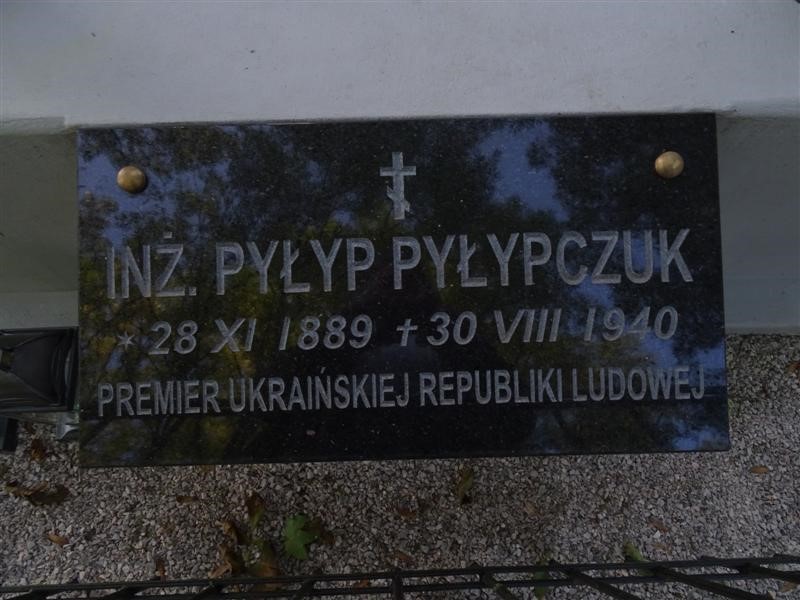 INŻ. PYŁYP PYŁYPCZUK
* 28 XI 1889 † 30 VIII 1940
PREMIER UKRAIŃSKIEJ REPUBLIKI LUDOWEJ